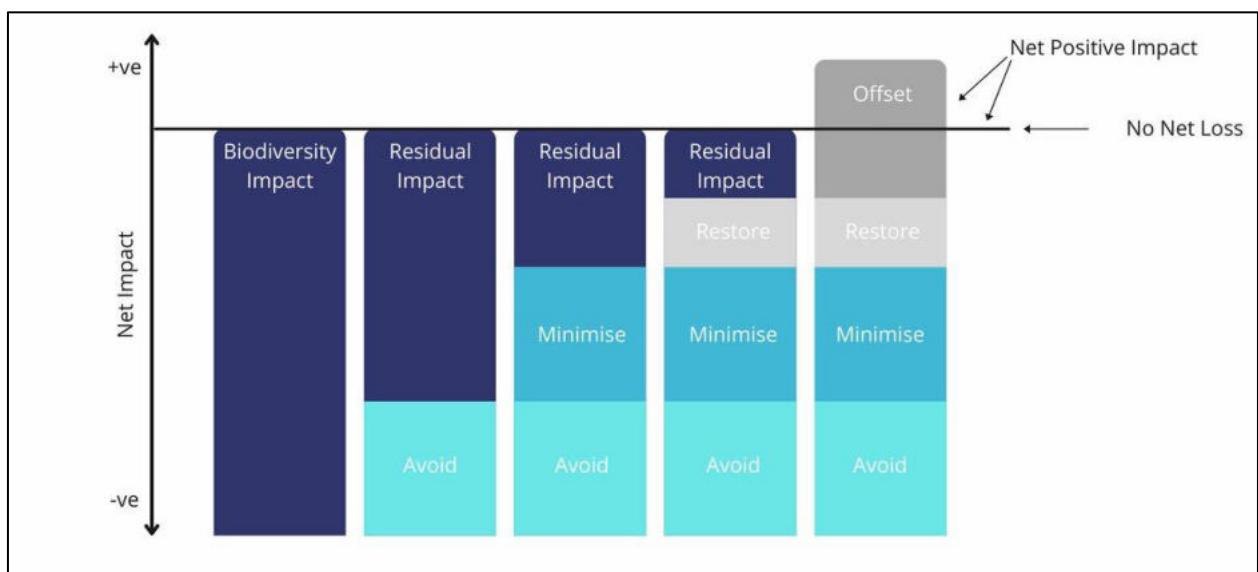 +ve
Net Impact
-ve
Biodiversity
Impact
Residual
Impact
Avoid
Residual
Impact
Minimise
Avoid
Residual
Impact
Restore
Minimise
Avoid
Offset
Restore
Minimise
Avoid
Net Positive Impact
No Net Loss